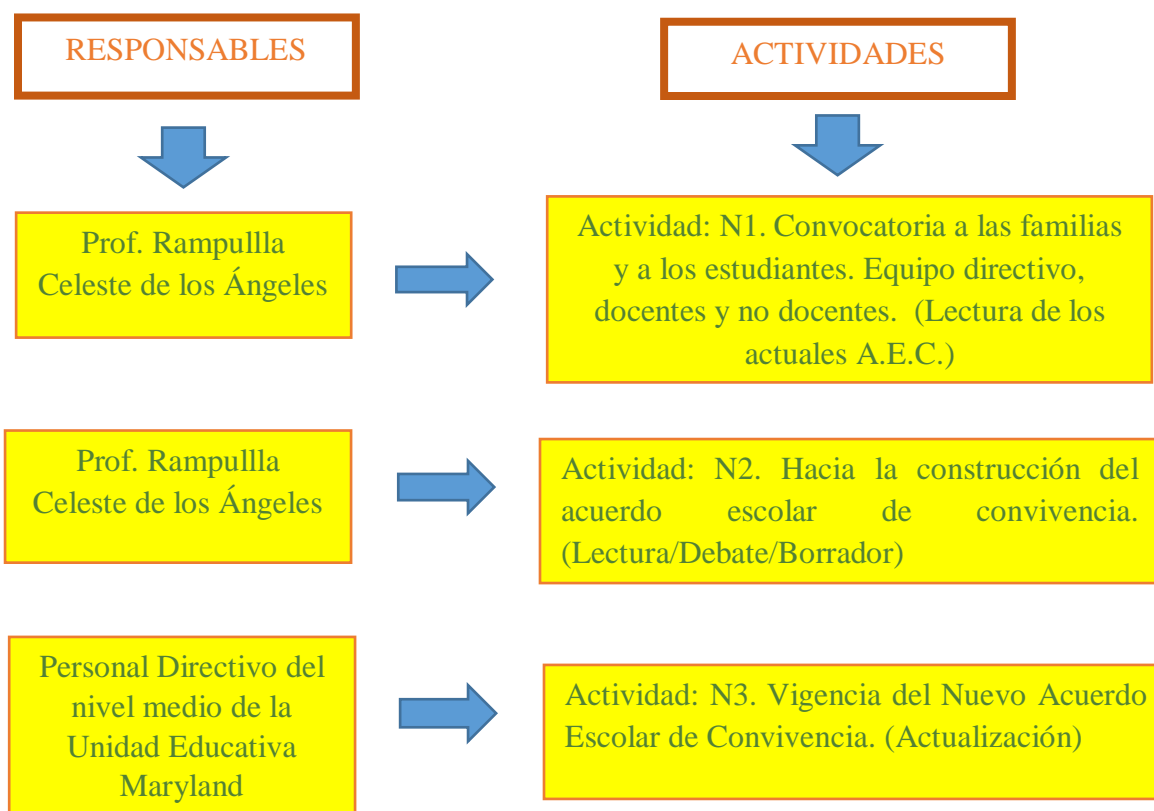 RESPONSABLES
ACTIVIDADES
Prof. Rampullla
Celeste de los Ángeles
Actividad: N1. Convocatoria a las familias
y a los estudiantes. Equipo directivo,
docentes y no docentes. (Lectura de los
actuales A.E.C.)
Prof. Rampullla
Celeste de los Ángeles
Actividad: N2. Hacia la construcción del
acuerdo escolar de convivencia.
(Lectura/Debate/Borrador)
Personal Directivo del
nivel medio de la
Unidad Educativa
Maryland
Actividad: N3. Vigencia del Nuevo Acuerdo
Escolar de Convivencia. (Actualización)